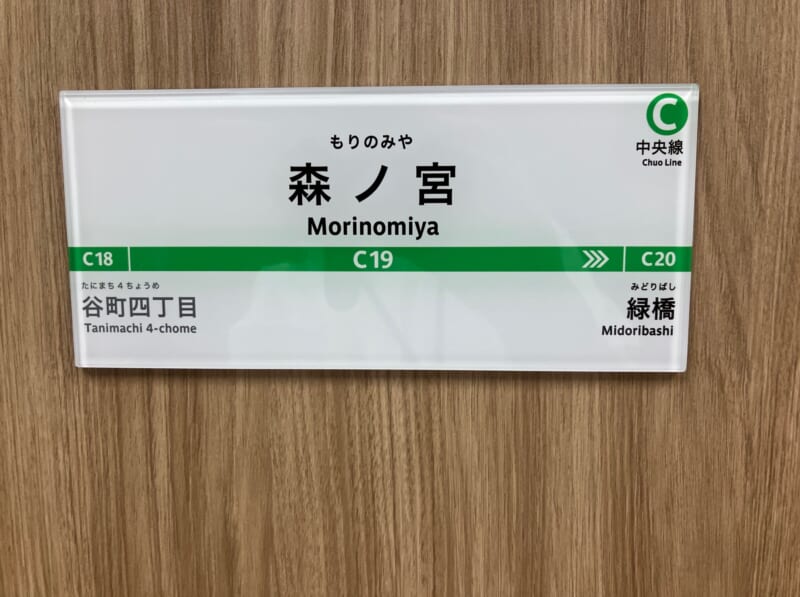 C
中央線
Chuo Line
もりのみや
森ノ宮
Morinomiya
C18 C19 C20
たにまち4ちょうめ
谷町四丁目
Tanimachi 4-chome
みどりばし
緑橋
Midoribashi